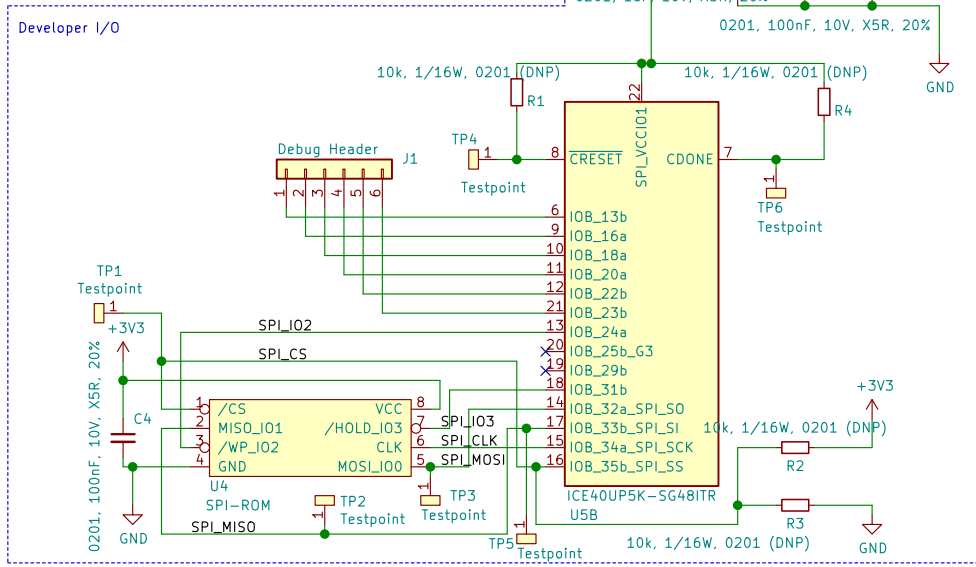 Developer I/O
0201, 100nF, 10V, X5R, 20%
GND
10k, 1/16W, 0201 (DNP)
R1
10k, 1/16W, 0201 (DNP)
R4
22
SPI_VCCIO1
TP4
1
Testpoint
8
CRESET
CDONE
7
1
TP6
Testpoint
Debug Header
J1
1
2
3
4
5
6
6
IOB_13b
9
IOB_16a
10
IOB_18a
11
IOB_20a
12
IOB_22b
21
IOB_23b
13
IOB_24a
20
IOB_25b_G3
19
IOB_29b
18
IOB_31b
14
IOB_32a_SPI_SO
17
IOB_33b_SPI_SI
15
IOB_34a_SPI_SCK
16
IOB_35b_SPI_SS
ICE40UP5K-SG48ITR
U5B
TP1
Testpoint
1
+3V3
SPI_IO2
SPI_CS
0201, 100nF, 10V, X5R, 20%
C4
GND
1
/CS
2
MISO_IO1
3
/WP_IO2
4
GND
VCC
8
/HOLD_IO3
7
CLK
6
MOSI_IO0
5
U4
SPI-ROM
SPI_IO3
SPI_CLK
SPI_MOSI
SPI_MISO
TP2
Testpoint
1
1
TP3
Testpoint
1
TP5
Testpoint
+3V3
10k, 1/16W, 0201 (DNP)
R2
R3
10k, 1/16W, 0201 (DNP)
GND